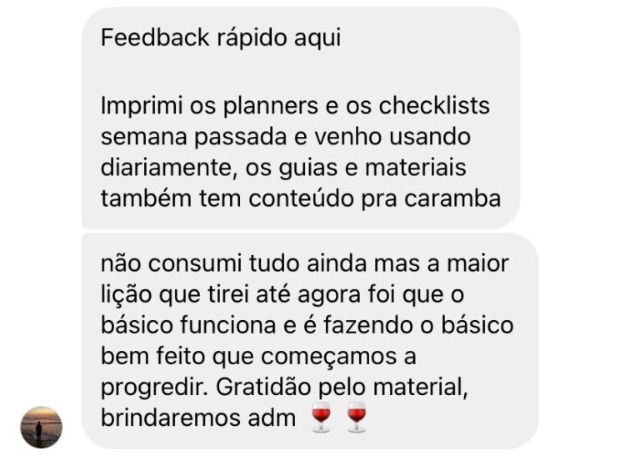 Feedback rápido aqui
Imprimi os planners e os checklists
semana passada e venho usando
diariamente, os guias e materiais
também tem conteúdo pra caramba
não consumi tudo ainda mas a maior
lição que tirei até agora foi que o
básico funciona e é fazendo o básico
bem feito que começamos a
progredir. Gratidão pelo material,
brindaremos adm 🍷 🍷